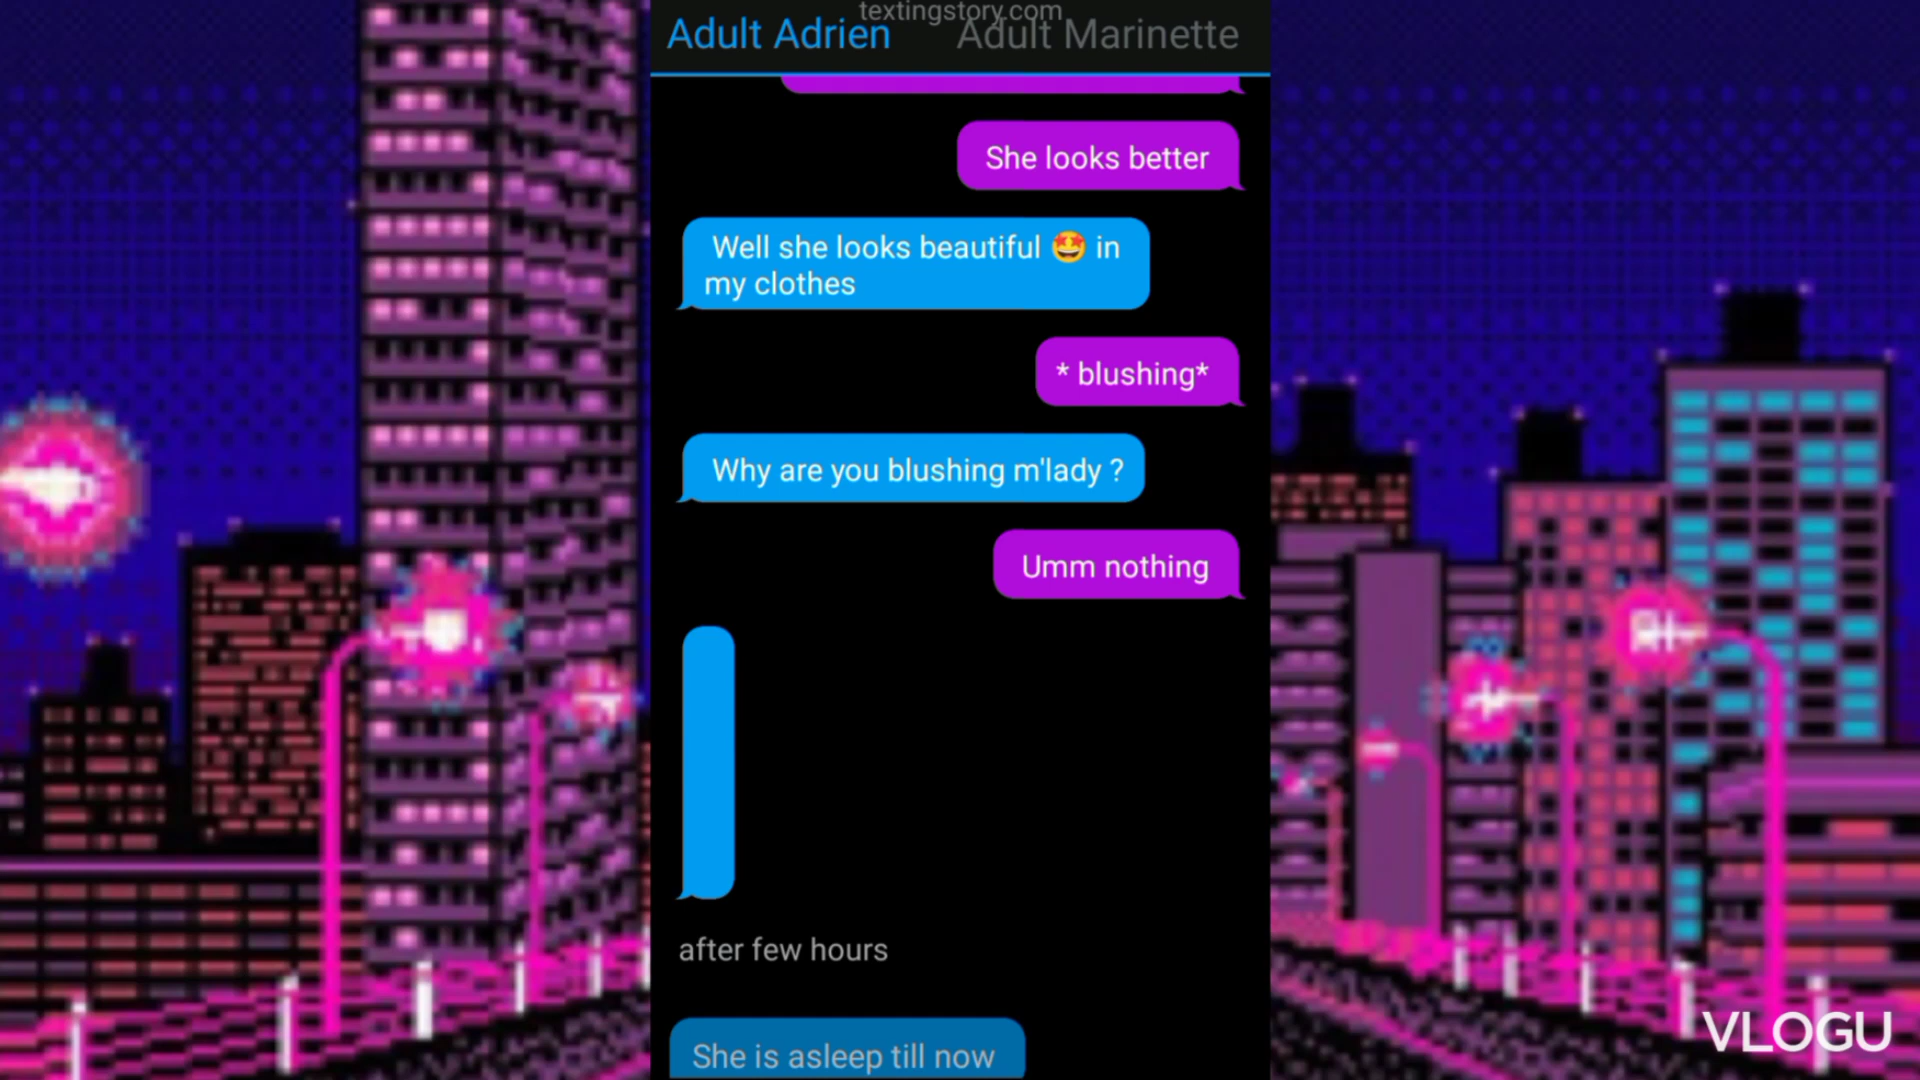 textingstory.com
Adult Adrien Adult Marinette
She looks better
Well she looks beautiful 🤩 in
my clothes
* blushing*
Why are you blushing m'lady ?
Umm nothing
after few hours
She is asleep till now
VLOGU